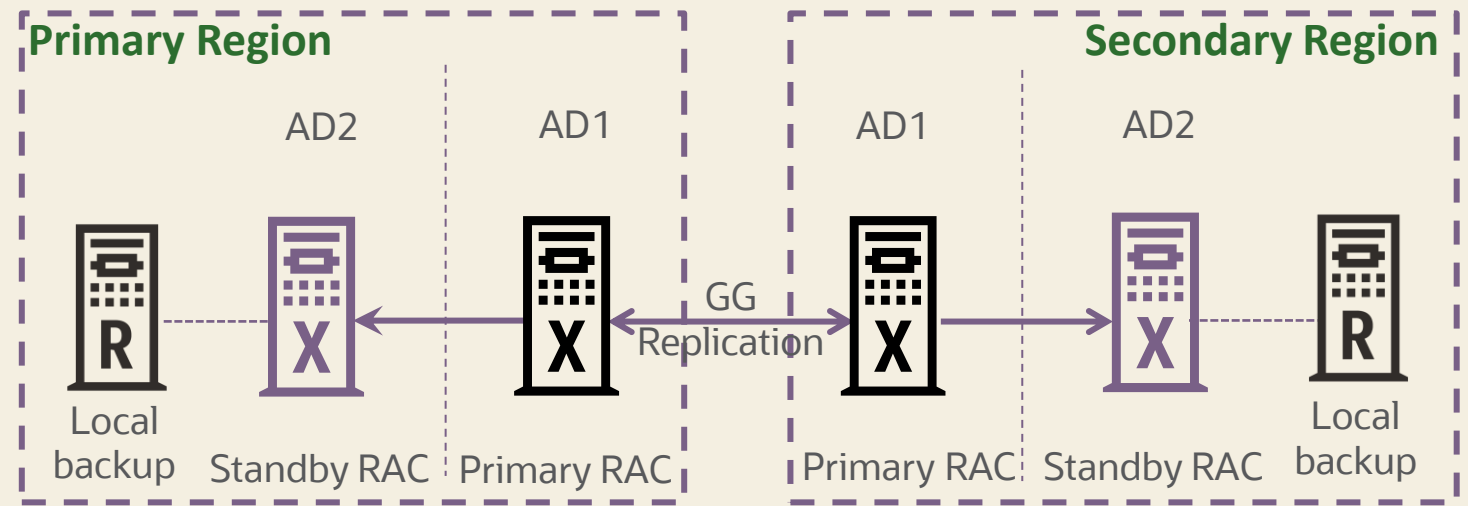 Primary Region
Secondary Region
AD2
AD1
AD1
AD2
GG
Replication
R
X
X
X
X
R
Local
backup
Standby RAC
Primary RAC
Primary RAC
Standby RAC
Local
backup